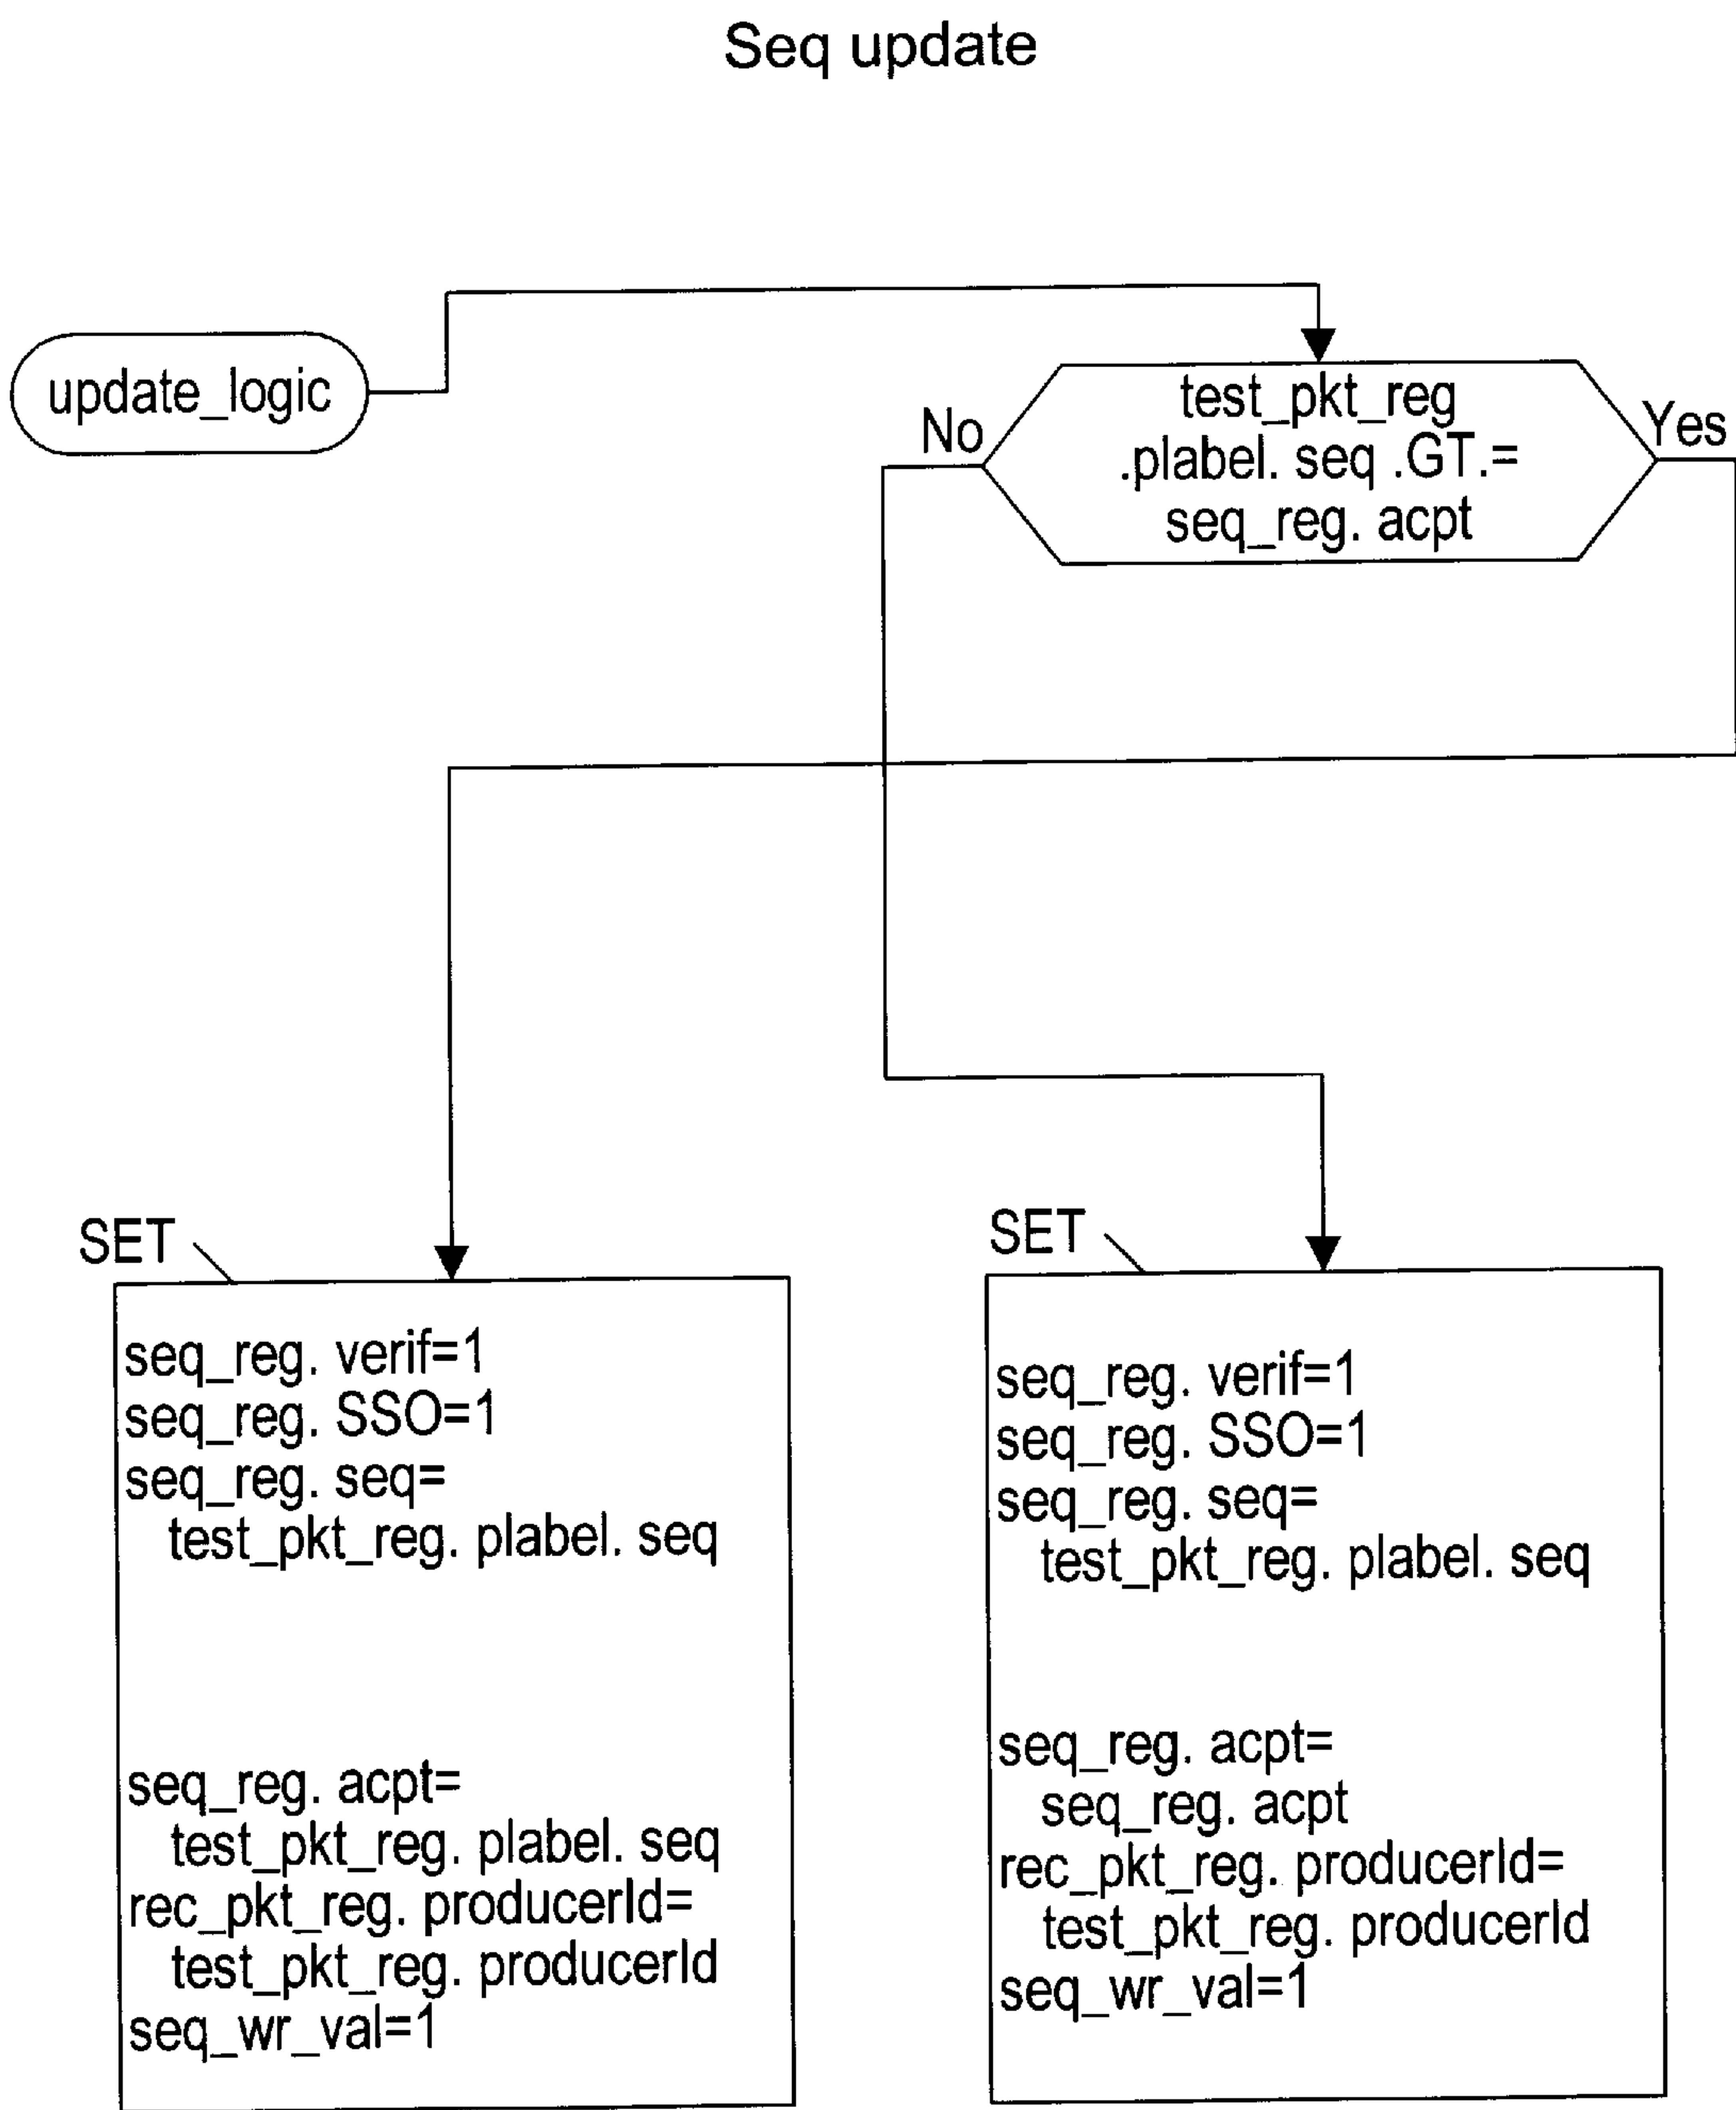 Seq update
update_logic
test_pkt_reg
.plabel. seq .GT.=
seq_reg. acpt
No
Yes
SET
seq_reg. verif=1
seq_reg. SSO=1
seq_reg. seq=
test_pkt_reg. plabel. seq
seq_reg. acpt=
test_pkt_reg. plabel. seq
rec_pkt_reg. producerId=
test_pkt_reg. producerId
seq_wr_val=1
SET
seq_reg. verif=1
seq_reg. SSO=1
seq_reg. seq=
test_pkt_reg. plabel. seq
seq_reg. acpt=
seq_reg. acpt
rec_pkt_reg. producerId=
test_pkt_reg. producerId
seq_wr_val=1